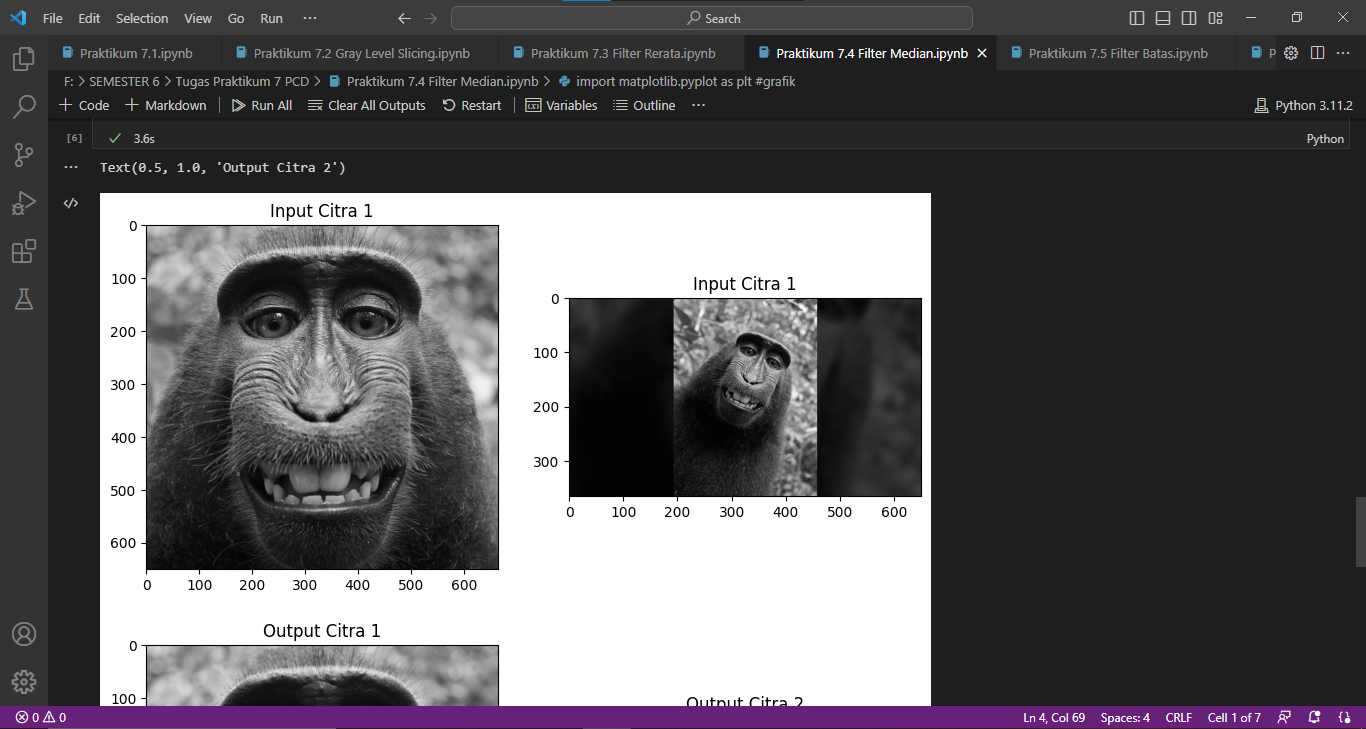 File Edit Selection View Go Run ··· Search
Praktikum 7.1.ipynb Praktikum 7.2 Gray Level Slicing.ipynb Praktikum 7.3 Filter Rerata.ipynb Praktikum 7.4 Filter Median.ipynb Praktikum 7.5 Filter Batas.ipynb P ···
F: > SEMESTER 6 > Tugas Praktikum 7 PCD > Praktikum 7.4 Filter Median.ipynb > import matplotlib.pyplot as plt #grafik
+ Code + Markdown Run All Clear All Outputs Restart Variables Outline ··· Python 3.11.2
[6] 3.6s Python
··· Text(0.5, 1.0, 'Output Citra 2')
Input Citra 1
0
100
200
300
400
500
600
0 100 200 300 400 500 600
Input Citra 1
0
100
200
300
0 100 200 300 400 500 600
Output Citra 1
0
100
Output Citra 2
0 0 Ln 4, Col 69 Spaces: 4 CRLF Cell 1 of 7